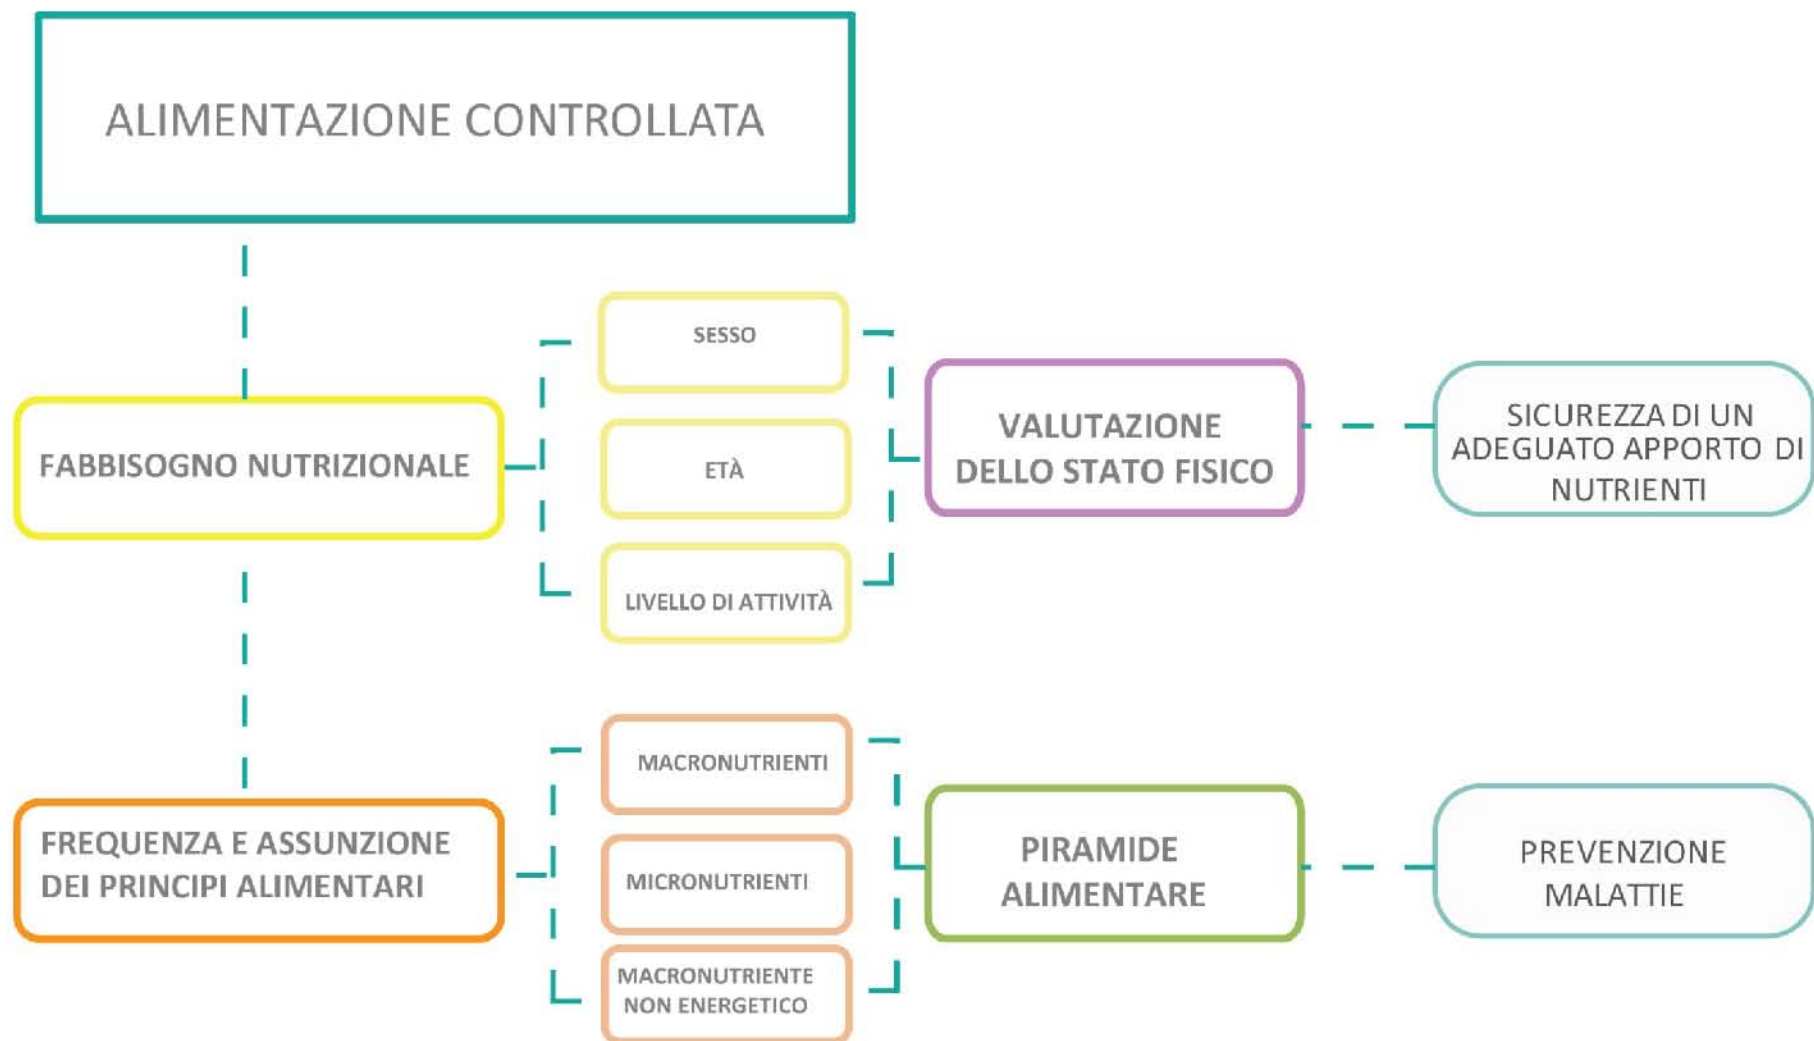 ALIMENTAZIONE CONTROLLATA
SESSO
FABBISOGNO NUTRIZIONALE
ETÀ
LIVELLO DI ATTIVITÀ
VALUTAZIONE
DELLO STATO FISICO
SICUREZZA DI UN
ADEGUATO APPORTO DI
NUTRIENTI
FREQUENZA E ASSUNZIONE
DEI PRINCIPI ALIMENTARI
MACRONUTRIENTI
MICRONUTRIENTI
MACRONUTRIENTE
NON ENERGETICO
PIRAMIDE
ALIMENTARE
PREVENZIONE
MALATTIE